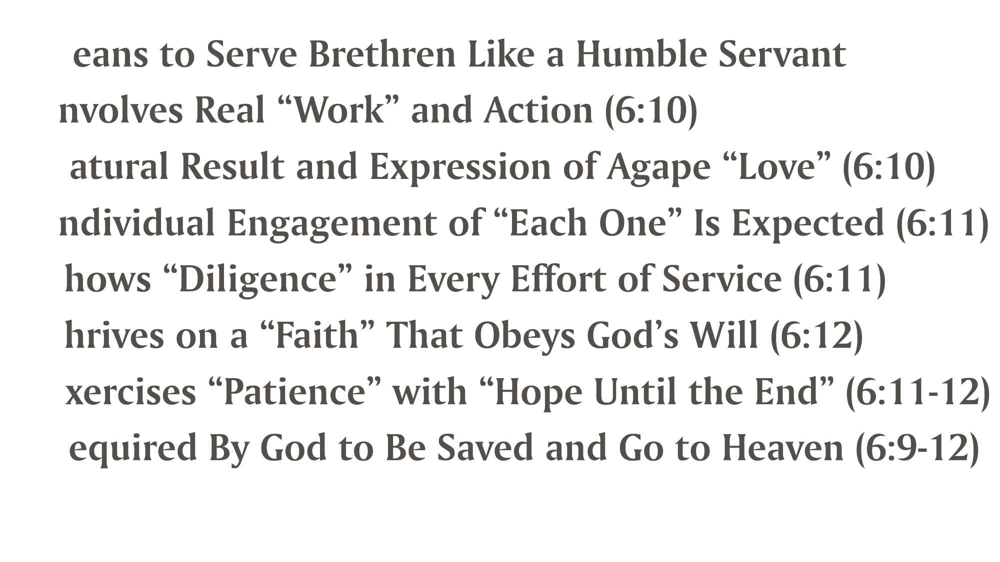 eans to Serve Brethren Like a Humble Servant
nvolves Real “Work” and Action (6:10)
atural Result and Expression of Agape “Love” (6:10)
ndividual Engagement of “Each One” Is Expected (6:11)
hows “Diligence” in Every Effort of Service (6:11)
hrives on a “Faith” That Obeys God’s Will (6:12)
xercises “Patience” with “Hope Until the End” (6:11-12)
equired By God to Be Saved and Go to Heaven (6:9-12)